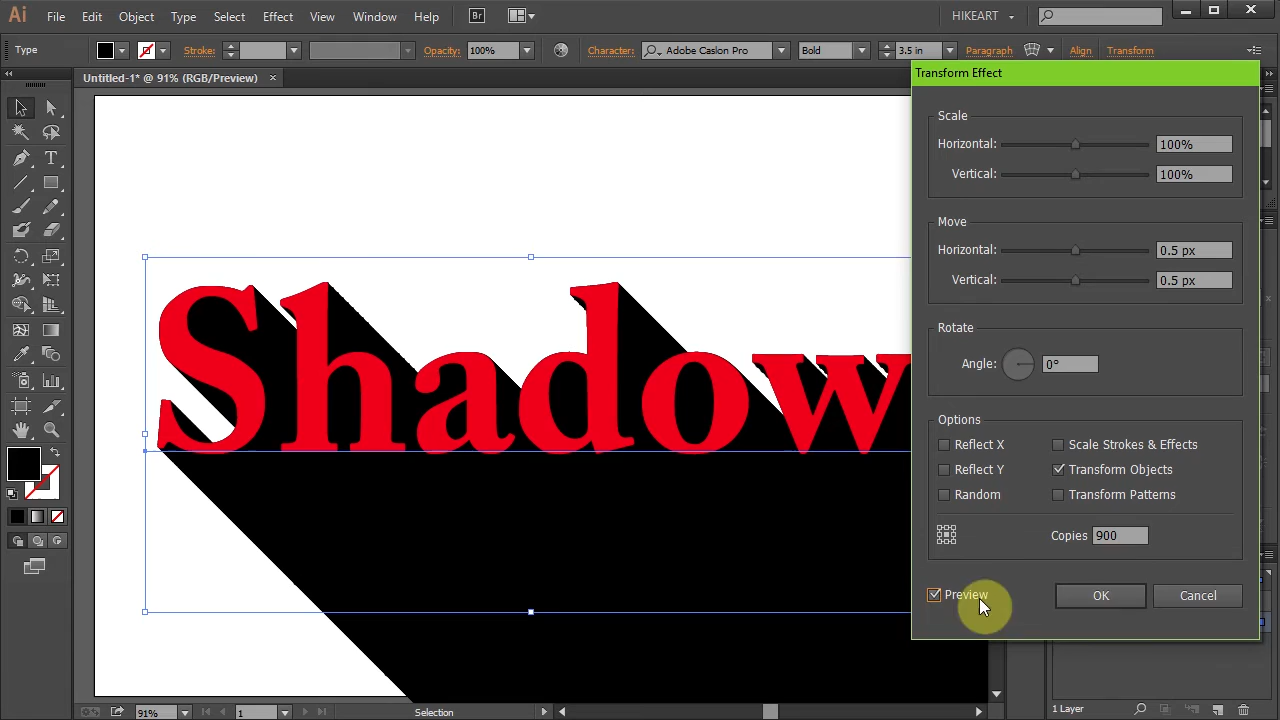 Ai File Edit Object Type Select Effect View Window Help Br HIKEART
Type Stroke: Opacity: 100% Character: Adobe Caslon Pro Bold 3.5 in Paragraph Align Transform
Untitled-1* @ 91% (RGB/Preview)
Transform Effect
Scale
Horizontal: 100%
Vertical: 100%
Move
Horizontal: 0.5 px
Vertical: 0.5 px
Rotate
Angle: 0°
Options
Reflect X Scale Strokes & Effects
Reflect Y Transform Objects
Random Transform Patterns
Copies 900
Preview OK Cancel
Shadow
91% 1 Selection 1 Layer